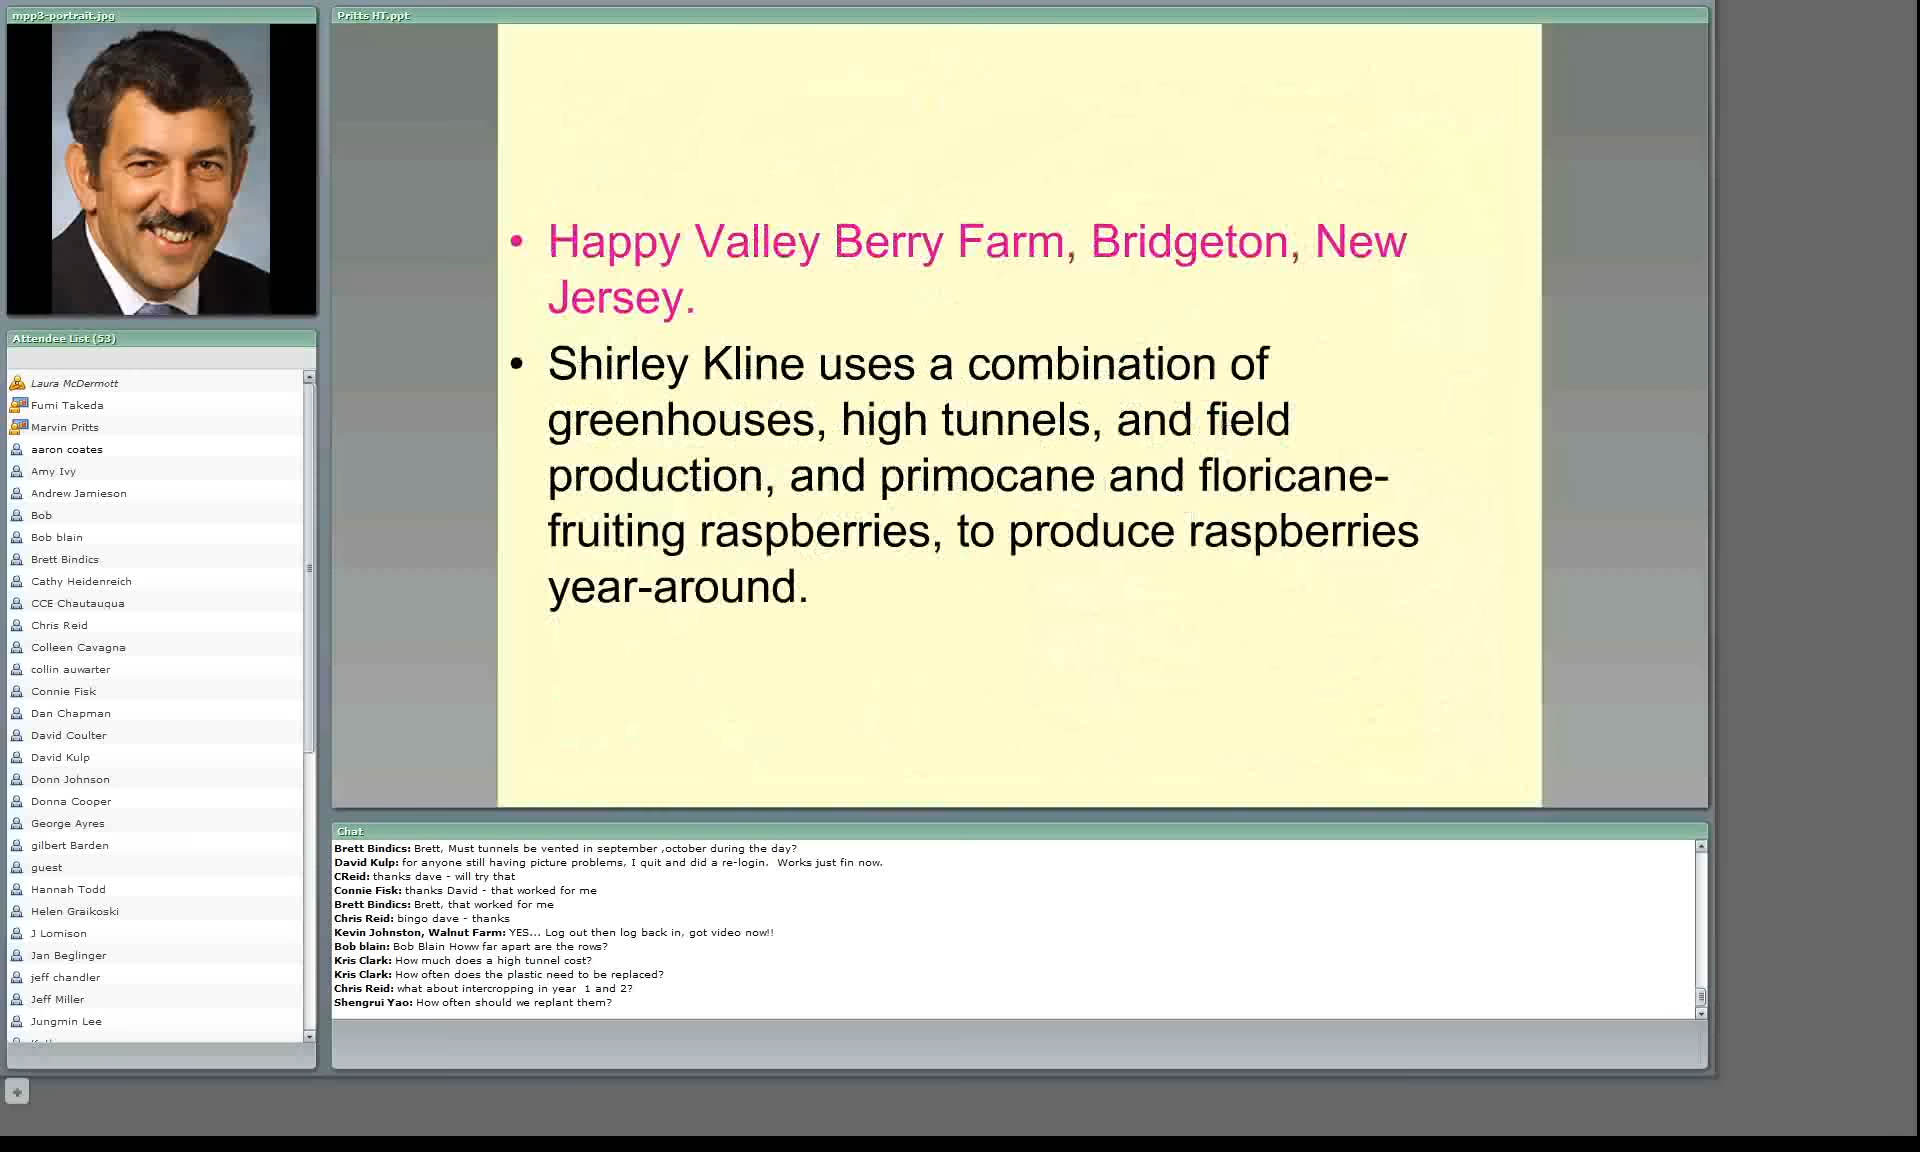 mpp3-portrait.jpg
Attendee List (53)
Laura McDermott
Fumi Takeda
Marvin Pritts
aaron coates
Amy Ivy
Andrew Jamieson
Bob
Bob blain
Brett Bindics
Cathy Heidenreich
CCE Chautauqua
Chris Reid
Colleen Cavagna
collin auwarter
Connie Fisk
Dan Chapman
David Coulter
David Kulp
Donn Johnson
Donna Cooper
George Ayres
gilbert Barden
guest
Hannah Todd
Helen Graikoski
J Lomison
Jan Beglinger
jeff chandler
Jeff Miller
Jungmin Lee
Pritts HT.ppt
• Happy Valley Berry Farm, Bridgeton, New
Jersey.
• Shirley Kline uses a combination of
greenhouses, high tunnels, and field
production, and primocane and floricane-
fruiting raspberries, to produce raspberries
year-around.
Chat
Brett Bindics: Brett, Must tunnels be vented in september ,october during the day?
David Kulp: for anyone still having picture problems, I quit and did a re-login.  Works just fin now.
CReid: thanks dave - will try that
Connie Fisk: thanks David - that worked for me
Brett Bindics: Brett, that worked for me
Chris Reid: bingo dave - thanks
Kevin Johnston, Walnut Farm: YES... Log out then log back in, got video now!!
Bob blain: Bob Blain Howw far apart are the rows?
Kris Clark: How much does a high tunnel cost?
Kris Clark: How often does the plastic need to be replaced?
Chris Reid: what about intercropping in year  1 and 2?
Shengrui Yao: How often should we replant them?